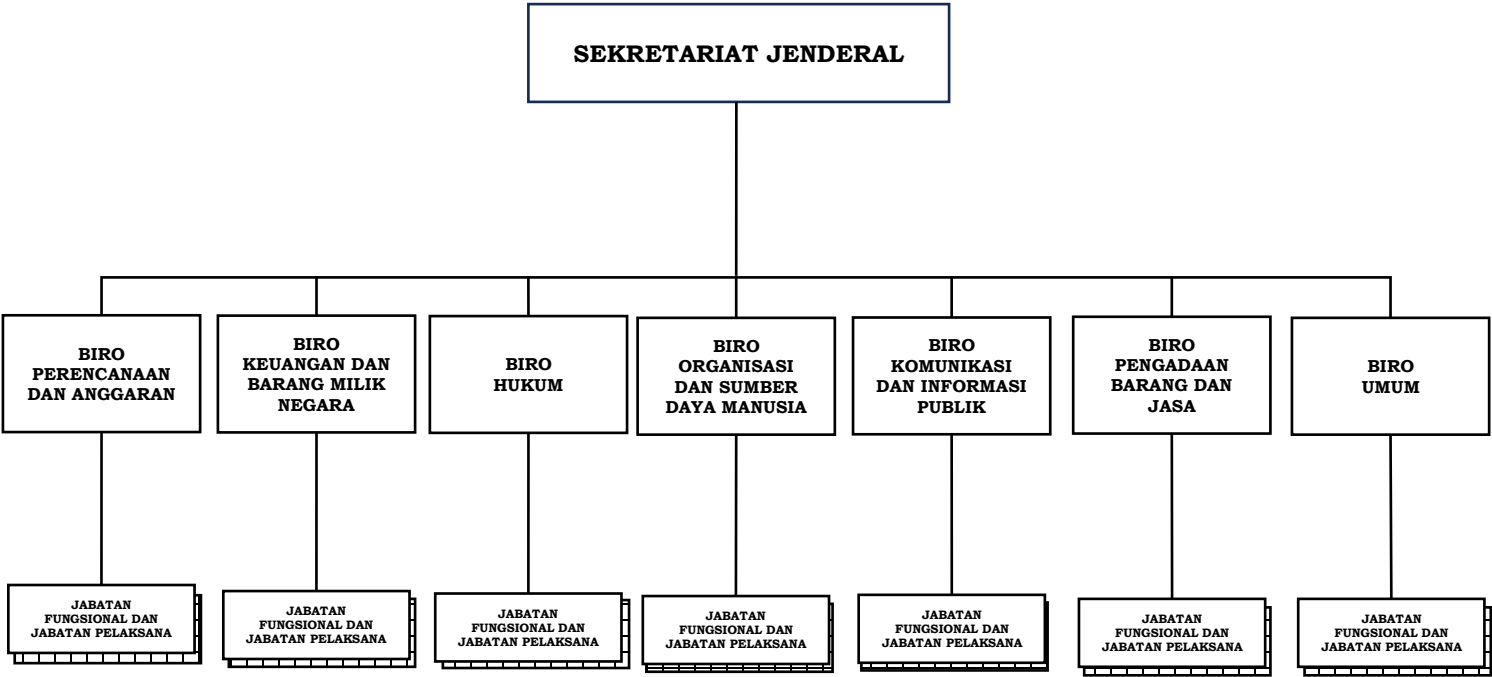 SEKRETARIAT JENDERAL
BIRO
PERENCANAAN
DAN ANGGARAN
BIRO
KEUANGAN DAN
BARANG MILIK
NEGARA
BIRO
HUKUM
BIRO
ORGANISASI
DAN SUMBER
DAYA MANUSIA
BIRO
KOMUNIKASI
DAN INFORMASI
PUBLIK
BIRO
PENGADAAN
BARANG DAN
JASA
BIRO
UMUM
JABATAN
FUNGSIONAL DAN
JABATAN PELAKSANA
JABATAN
FUNGSIONAL DAN
JABATAN PELAKSANA
JABATAN
FUNGSIONAL DAN
JABATAN PELAKSANA
JABATAN
FUNGSIONAL DAN
JABATAN PELAKSANA
JABATAN
FUNGSIONAL DAN
JABATAN PELAKSANA
JABATAN
FUNGSIONAL DAN
JABATAN PELAKSANA
JABATAN
FUNGSIONAL DAN
JABATAN PELAKSANA